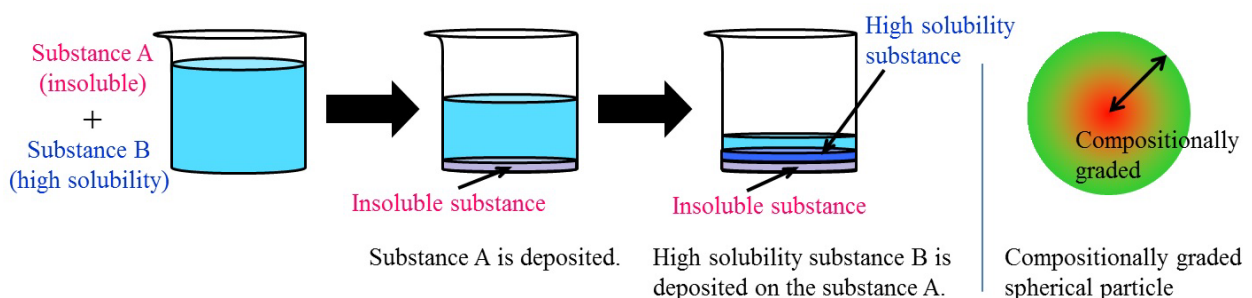 Substance A
(insoluble)
+
Substance B
(high solubility)
Insoluble substance
Substance A is deposited.
High solubility
substance
Insoluble substance
High solubility substance B is
deposited on the substance A.
Compositionally
graded
Compositionally graded
spherical particle